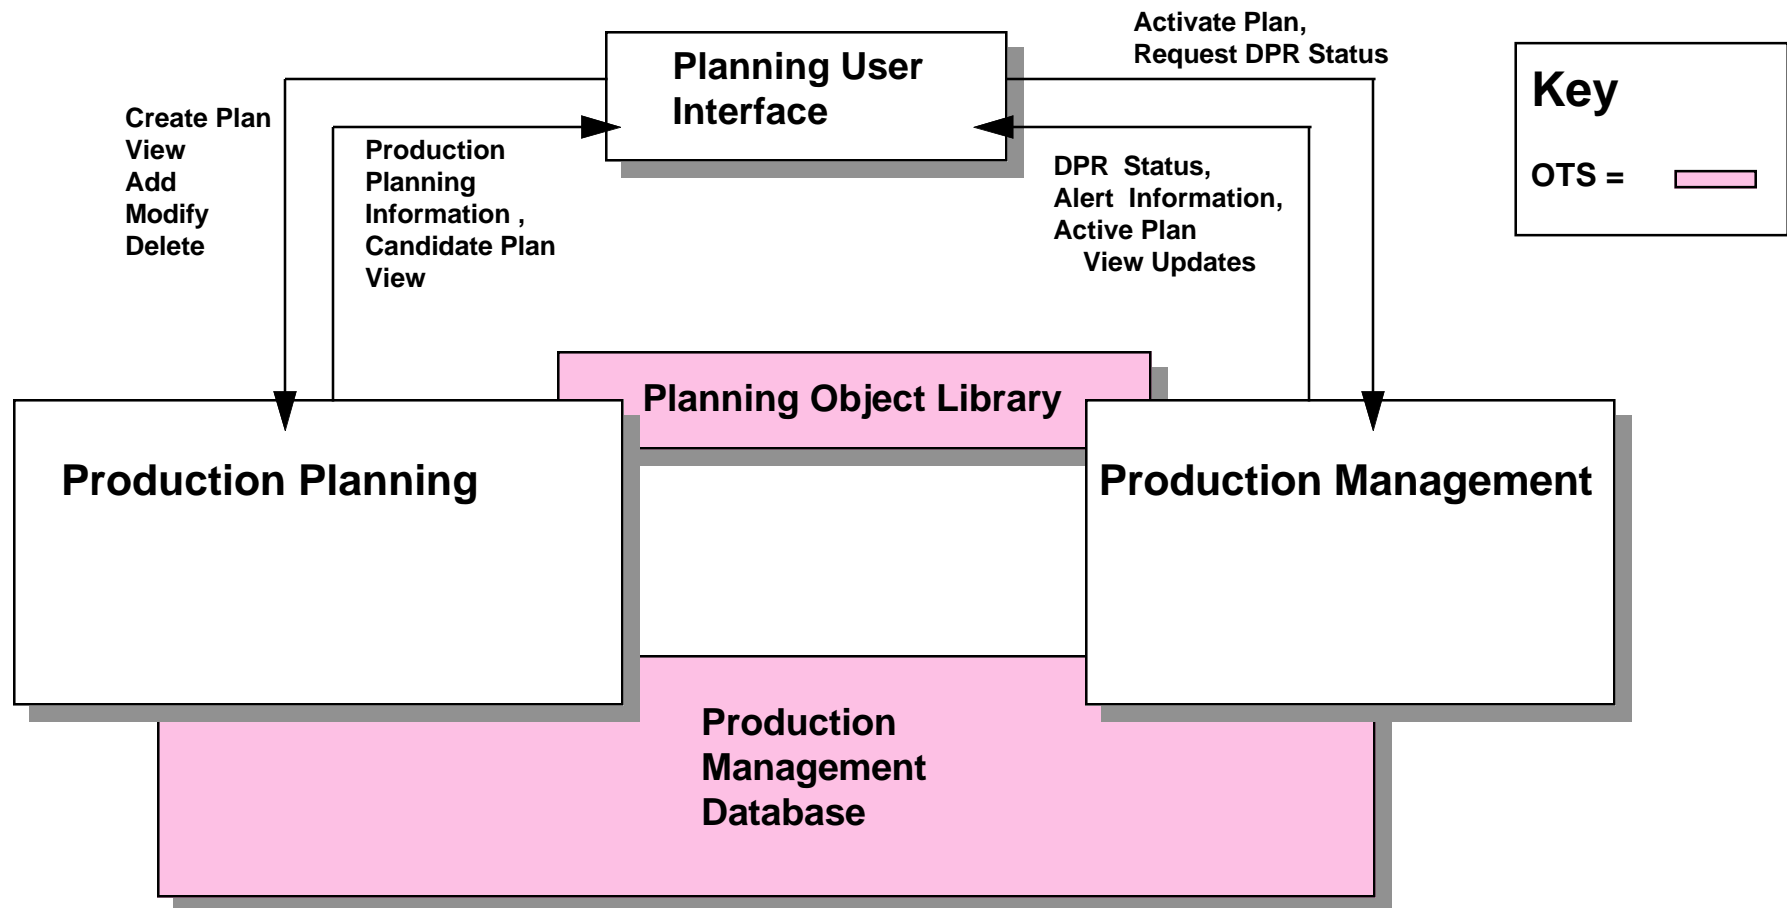 Planning User
Interface
Activate Plan,
Request DPR Status
Key
OTS =
Create Plan
View
Add
Modify
Delete
Production
Planning
Information ,
Candidate Plan
View
DPR Status,
Alert Information,
Active Plan
View Updates
Planning Object Library
Production Planning
Production Management
Production
Management
Database